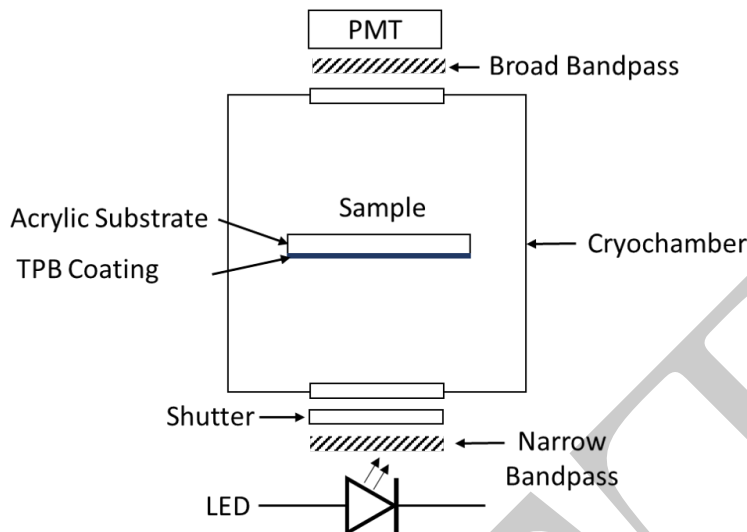 PMT
Broad Bandpass
Sample
Acrylic Substrate
TPB Coating
Cryochamber
Shutter
Narrow
Bandpass
LED